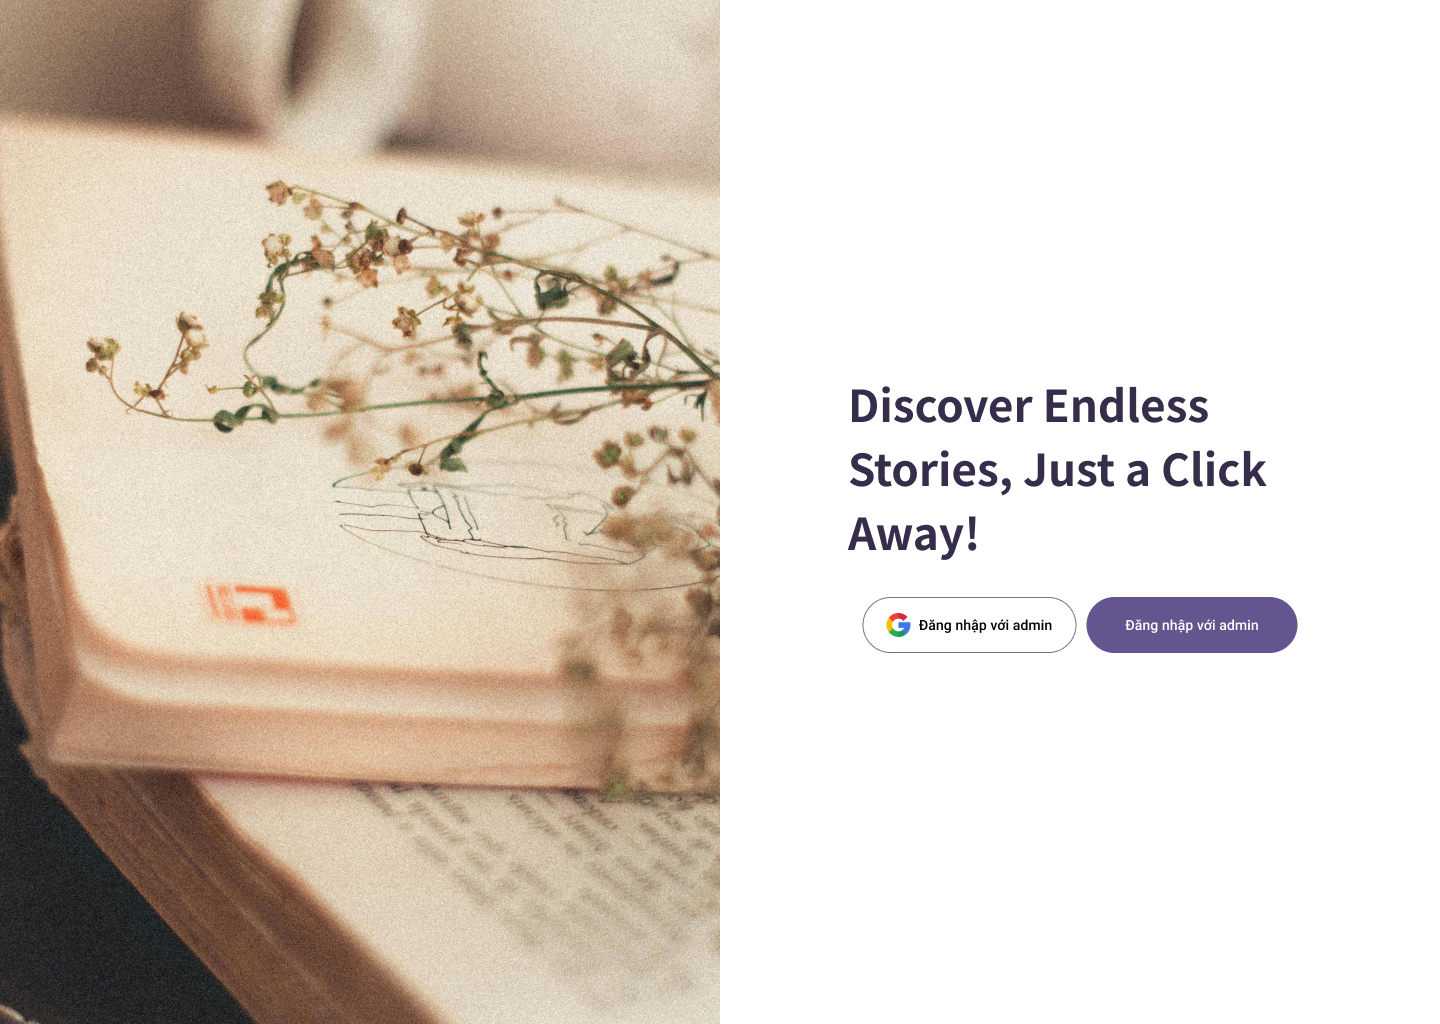 Discover Endless
Stories, Just a Click
Away!
Đăng nhập với admin
Đăng nhập với admin